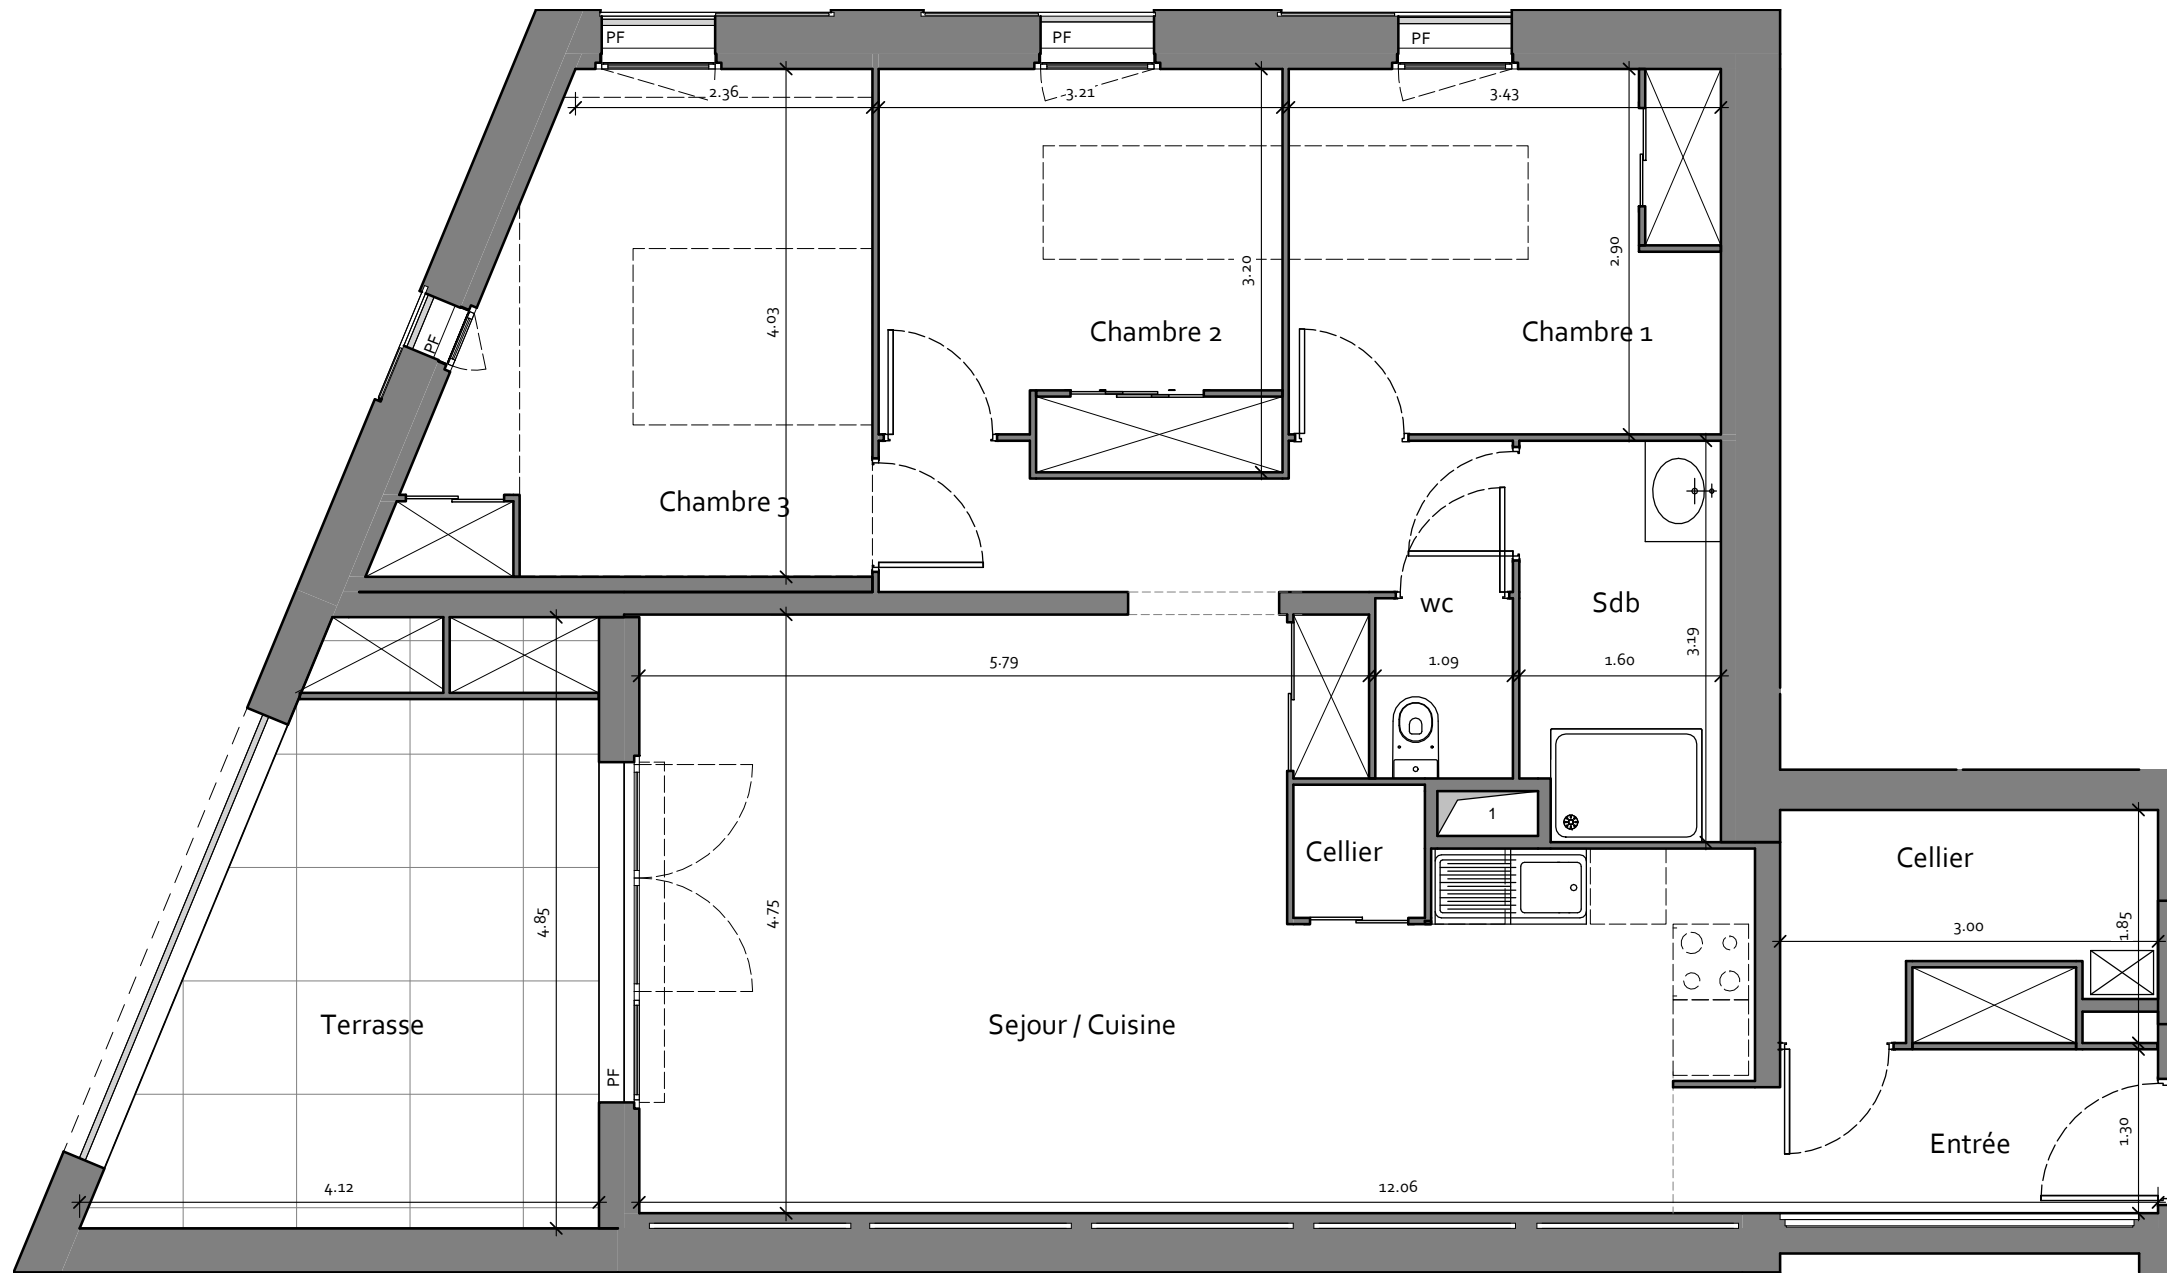 PF
PF
PF
2.36
3.21
3.43
2.90
3.20
4.03
PF
Chambre 2
Chambre 1
Chambre 3
wc
Sdb
3.19
5.79
1.09
1.60
1
Cellier
Cellier
4.85
4.75
3.00
1.85
Terrasse
Sejour / Cuisine
PF
Entrée
1.30
4.12
12.06